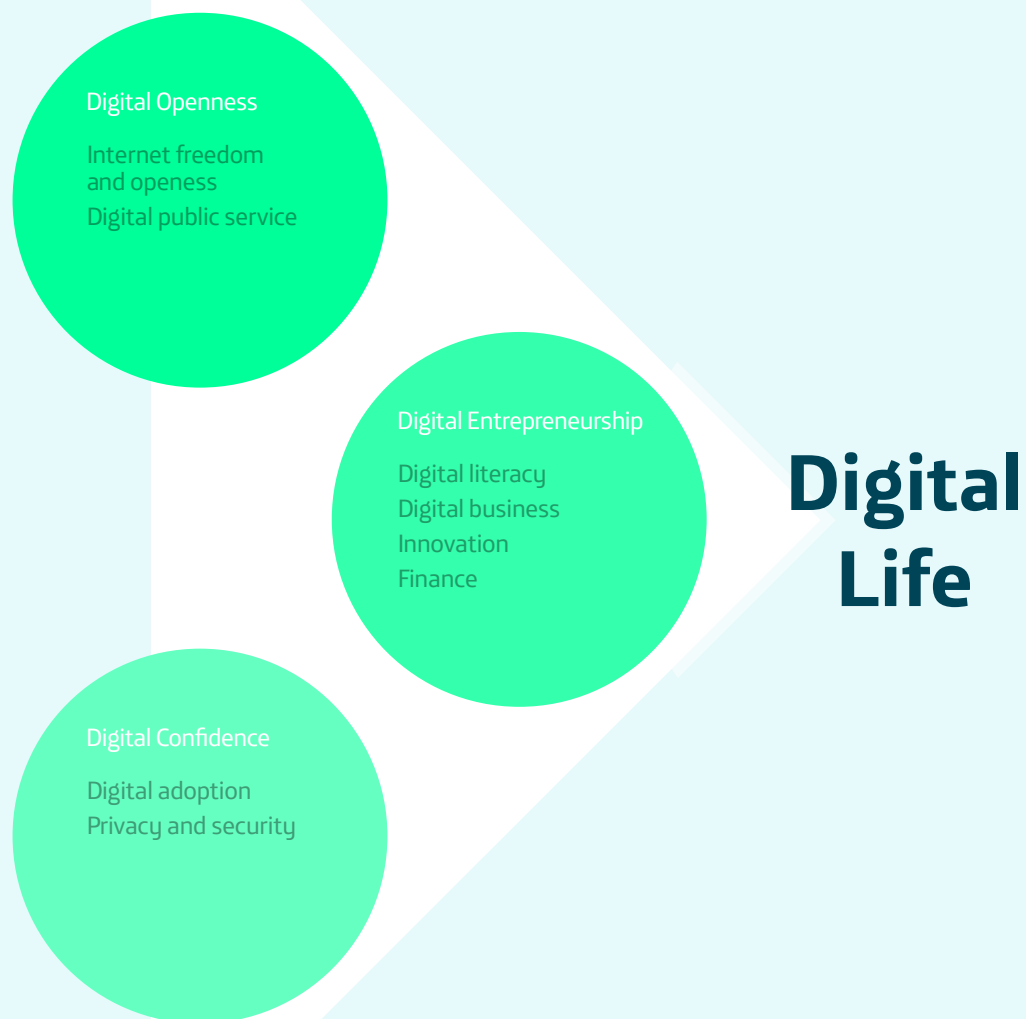 Digital Openness
Internet freedom
and openess
Digital public service
Digital Entrepreneurship
Digital literacy
Digital business
Innovation
Finance
Digital
Life
Digital Confidence
Digital adoption
Privacy and security